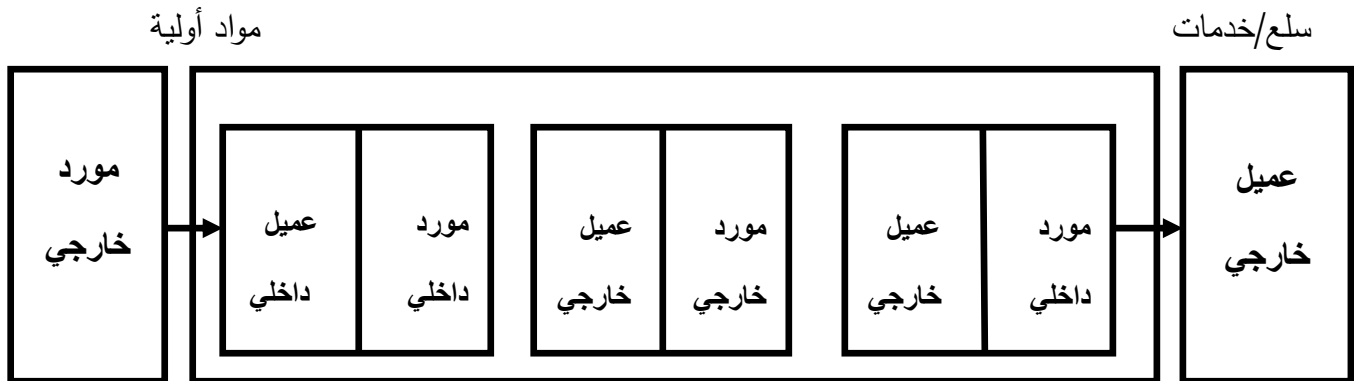 سلع/خدمات
مواد أولية
عميل
خارجي
مورد
داخلي
عميل
خارجي
مورد
خارجي
عميل
خارجي
مورد
داخلي
عميل
داخلي
مورد
خارجي